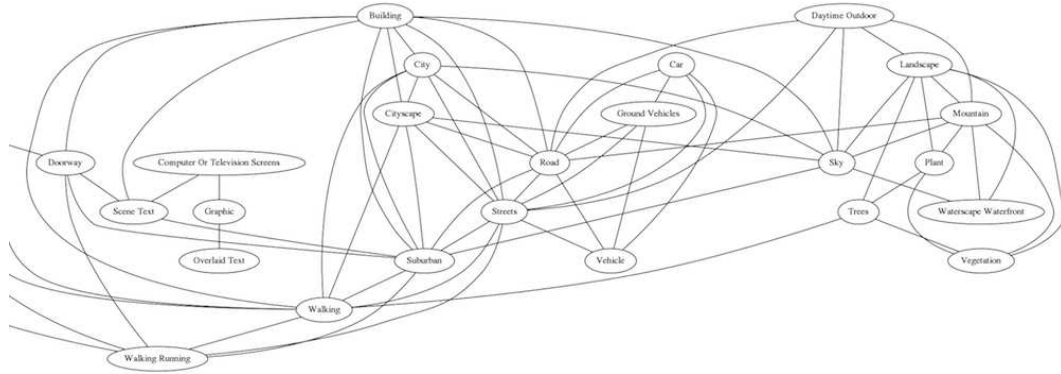 Building
Daytime Outdoor
City
Car
Landscape
Cityscape
Ground Vehicles
Mountain
Doorway
Computer Or Television Screens
Road
Sky
Plant
Scene Text
Graphic
Streets
Trees
Waterscape Waterfront
Overlaid Text
Suburban
Vehicle
Vegetation
Walking
Walking Running